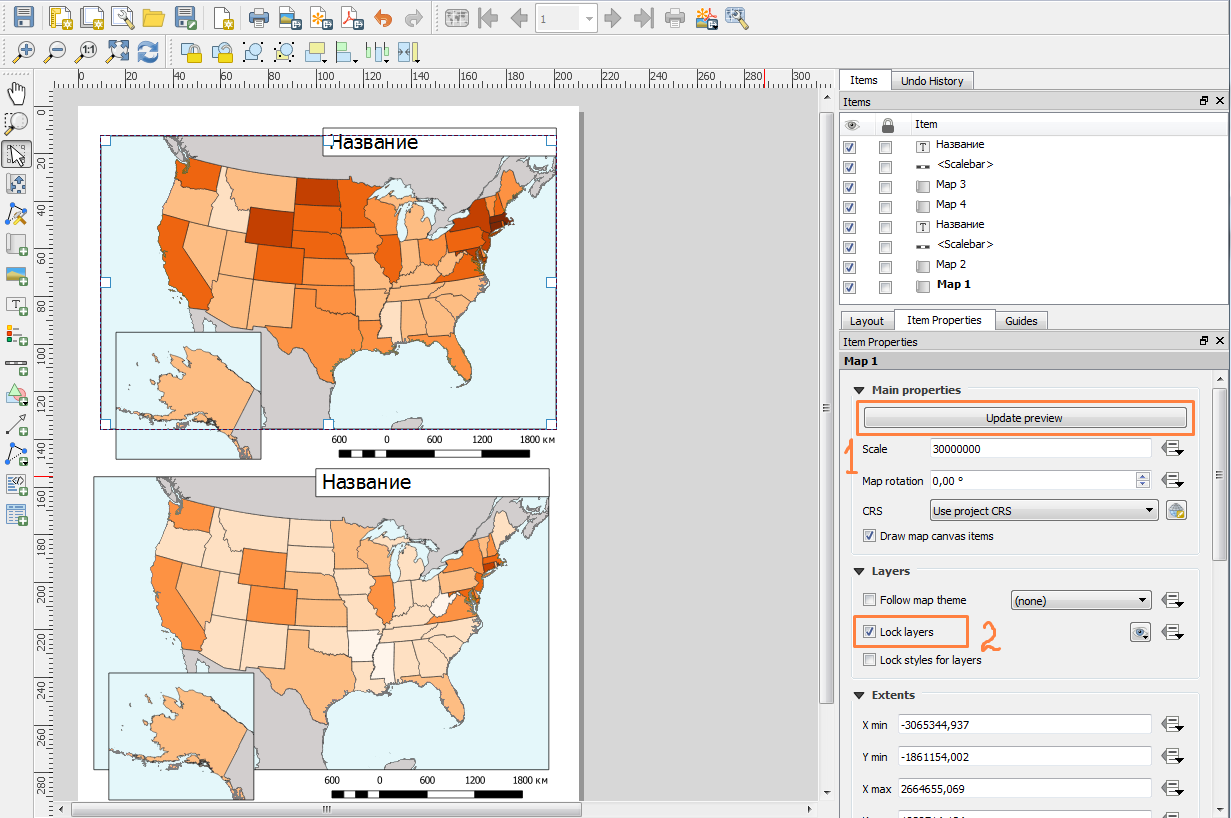 1
0 20 40 60 80 100 120 140 160 180 200 220 240 260 280 300
0
20
40
60
80
100
120
140
160
180
200
220
240
260
280
Название
600 0 600 1200 1800 км
Название
600 0 600 1200 1800 км
Items Undo History
Items
Item
Название
<Scalebar>
Map 3
Map 4
Название
<Scalebar>
Map 2
Map 1
Layout Item Properties Guides
Item Properties
Map 1
Main properties
Update preview
1
Scale 30000000
Map rotation 0,00 °
CRS Use project CRS
Draw map canvas items
Layers
Follow map theme (none)
Lock layers 2
Lock styles for layers
Extents
X min -3065344,937
Y min -1861154,002
X max 2664655,069